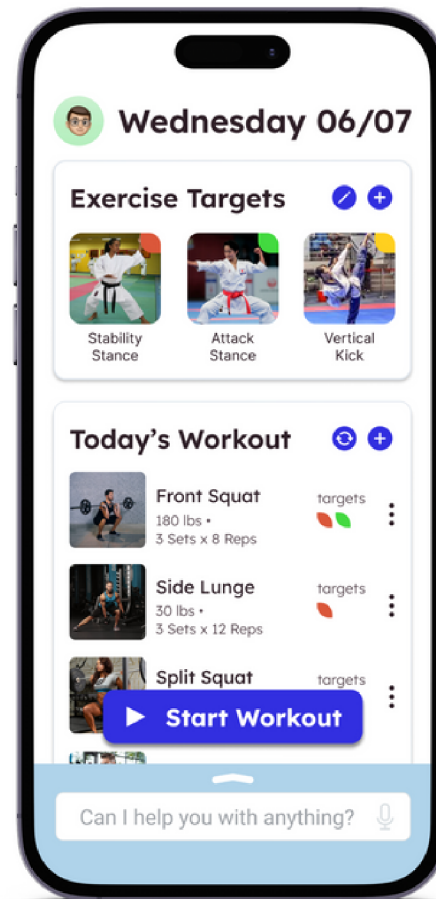 Wednesday 06/07
Exercise Targets
Stability
Stance
Attack
Stance
Vertical
Kick
Today's Workout
Front Squat
180 lbs •
3 Sets x 8 Reps
targets
Side Lunge
30 lbs •
3 Sets x 12 Reps
targets
Split Squat
targets
Start Workout
Can I help you with anything?